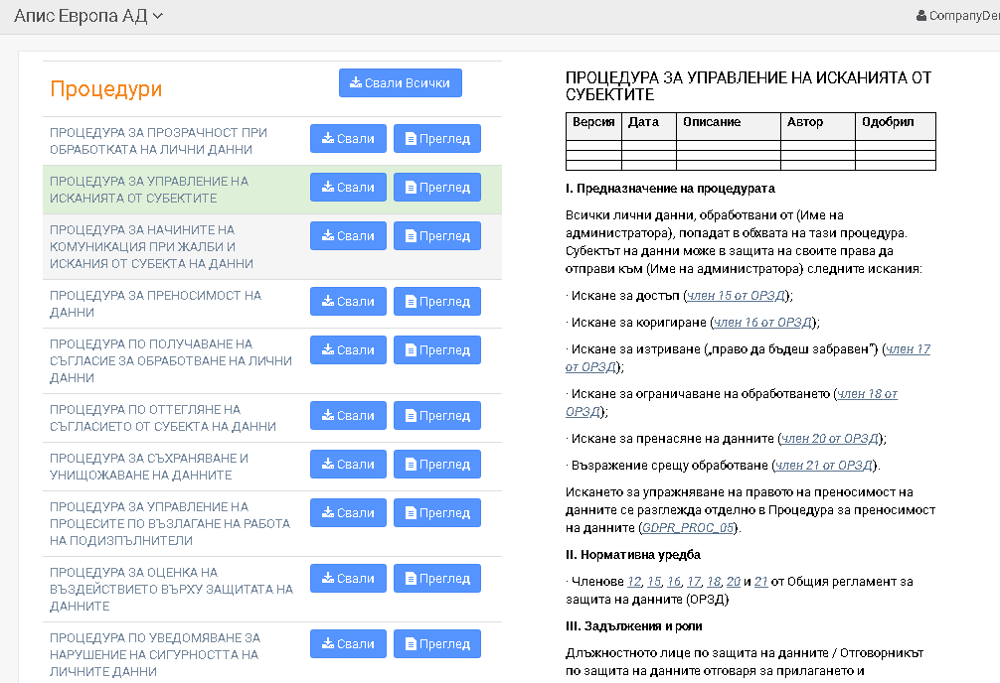 Апис Европа АД
CompanyDe
Процедури
Свали Всички
ПРОЦЕДУРА ЗА ПРОЗРАЧНОСТ ПРИ
ОБРАБОТКАТА НА ЛИЧНИ ДАННИ
Свали
Преглед
ПРОЦЕДУРА ЗА УПРАВЛЕНИЕ НА
ИСКАНИЯТА ОТ СУБЕКТИТЕ
Свали
Преглед
ПРОЦЕДУРА ЗА НАЧИНИТЕ НА
КОМУНИКАЦИЯ ПРИ ЖАЛБИ И
ИСКАНИЯ ОТ СУБЕКТА НА ДАННИ
Свали
Преглед
ПРОЦЕДУРА ЗА ПРЕНОСИМОСТ НА
ДАННИ
Свали
Преглед
ПРОЦЕДУРА ПО ПОЛУЧАВАНЕ НА
СЪГЛАСИЕ ЗА ОБРАБОТВАНЕ НА ЛИЧНИ
ДАННИ
Свали
Преглед
ПРОЦЕДУРА ПО ОТТЕГЛЯНЕ НА
СЪГЛАСИЕТО ОТ СУБЕКТА НА ДАННИ
Свали
Преглед
ПРОЦЕДУРА ЗА СЪХРАНЯВАНЕ И
УНИЩОЖАВАНЕ НА ДАННИТЕ
Свали
Преглед
ПРОЦЕДУРА ЗА УПРАВЛЕНИЕ НА
ПРОЦЕСИТЕ ПО ВЪЗЛАГАНЕ НА РАБОТА
НА ПОДИЗПЪЛНИТЕЛИ
Свали
Преглед
ПРОЦЕДУРА ЗА ОЦЕНКА НА
ВЪЗДЕЙСТВИЕТО ВЪРХУ ЗАЩИТАТА НА
ДАННИТЕ
Свали
Преглед
ПРОЦЕДУРА ПО УВЕДОМЯВАНЕ ЗА
НАРУШЕНИЕ НА СИГУРНОСТТА НА
ЛИЧНИТЕ ДАННИ
Свали
Преглед
ПРОЦЕДУРА ЗА УПРАВЛЕНИЕ НА ИСКАНИЯТА ОТ
СУБЕКТИТЕ
Версия Дата Описание Автор Одобрил
I. Предназначение на процедурата
Всички лични данни, обработвани от (Име на
администратора), попадат в обхвата на тази процедура.
Субектът на данни може в защита на своите права да
отправи към (Име на администратора) следните искания:
· Искане за достъп (член 15 от ОРЗД);
· Искане за коригиране (член 16 от ОРЗД);
· Искане за изтриване („право да бъдеш забравен“) (член 17
от ОРЗД);
· Искане за ограничаване на обработването (член 18 от
ОРЗД);
· Искане за пренасяне на данните (член 20 от ОРЗД);
· Възражение срещу обработване (член 21 от ОРЗД).
Искането за упражняване на правото на преносимост на
данните се разглежда отделно в Процедура за преносимост
на данните (GDPR_PROC_05).
II. Нормативна уредба
· Членове 12, 15, 16, 17, 18, 20 и 21 от Общия регламент за
защита на данните (ОРЗД)
III. Задължения и роли
Длъжностното лице по защита на данните / Отговорникът
по защита на данните отговаря за прилагането и